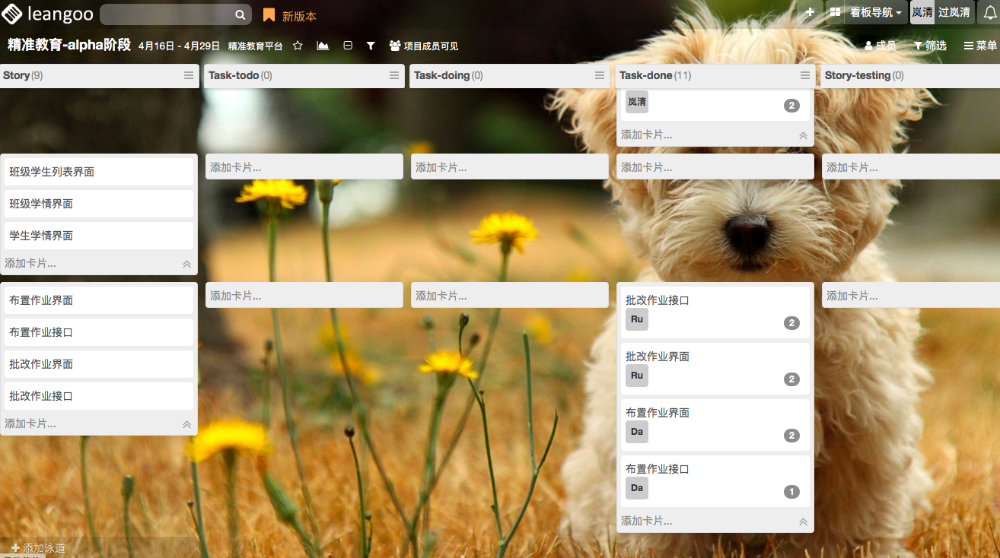 leangoo 新版本 看板导航 岚清 过岚清
精准教育-alpha阶段 4月16日 - 4月29日 精准教育平台 项目成员可见 成员 筛选 菜单
Story(9) Task-todo(0) Task-doing(0) Task-done(11) Story-testing(0)
岚清 2
添加卡片...
添加卡片... 添加卡片... 添加卡片... 添加卡片...
班级学生列表界面
班级学情界面
学生学情界面
添加卡片...
添加卡片... 添加卡片... 添加卡片...
布置作业界面
布置作业接口
批改作业界面
批改作业接口
添加卡片...
批改作业接口
Ru 2
批改作业界面
Ru 2
布置作业界面
Da 2
布置作业接口
Da 1
添加卡片...
添加泳道